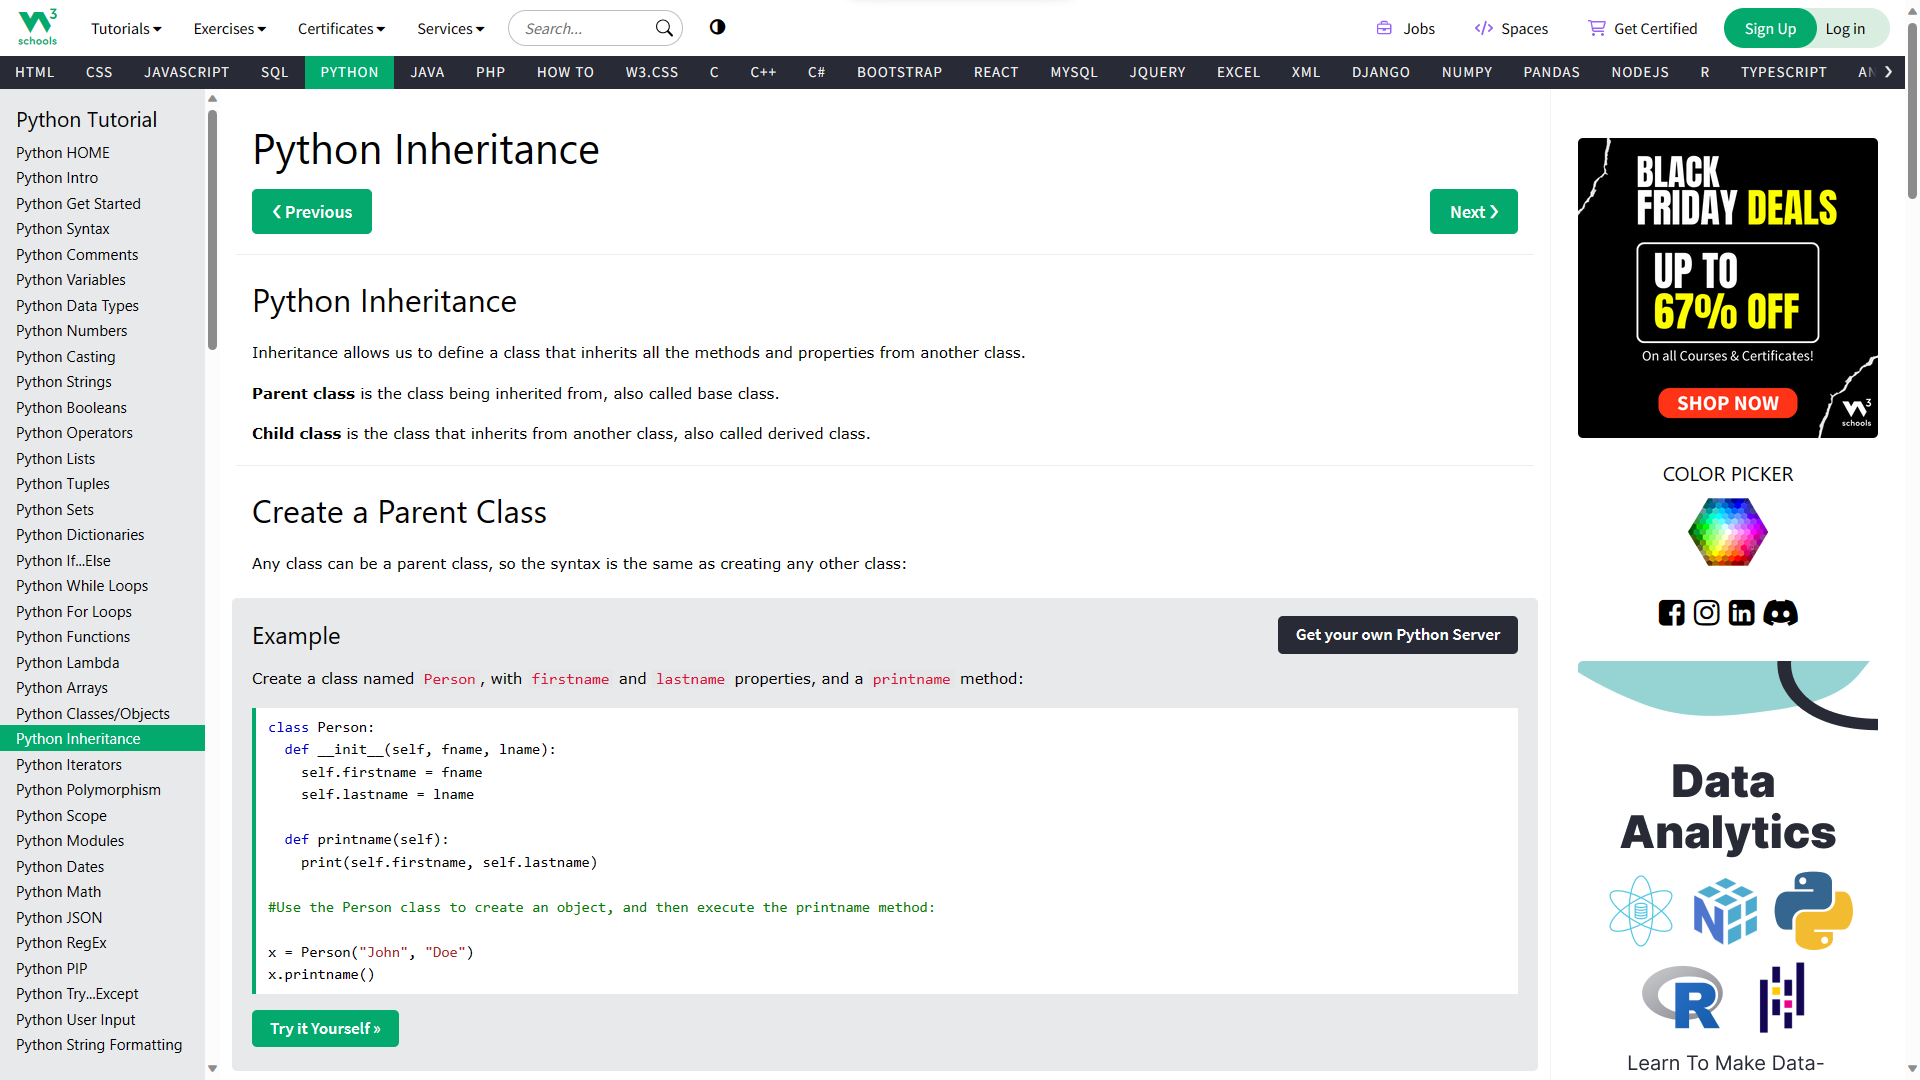 3
schools
Tutorials
Exercises
Certificates
Services
Search...
Jobs
Spaces
Get Certified
Sign Up
Log in
HTML CSS JAVASCRIPT SQL PYTHON JAVA PHP HOW TO W3.CSS C C++ C# BOOTSTRAP REACT MYSQL JQUERY EXCEL XML DJANGO NUMPY PANDAS NODEJS R TYPESCRIPT
Python Tutorial
Python HOME
Python Intro
Python Get Started
Python Syntax
Python Comments
Python Variables
Python Data Types
Python Numbers
Python Casting
Python Strings
Python Booleans
Python Operators
Python Lists
Python Tuples
Python Sets
Python Dictionaries
Python If...Else
Python While Loops
Python For Loops
Python Functions
Python Lambda
Python Arrays
Python Classes/Objects
Python Inheritance
Python Iterators
Python Polymorphism
Python Scope
Python Modules
Python Dates
Python Math
Python JSON
Python RegEx
Python PIP
Python Try...Except
Python User Input
Python String Formatting
Python Inheritance
❮ Previous
Next ❯
Python Inheritance
Inheritance allows us to define a class that inherits all the methods and properties from another class.
Parent class is the class being inherited from, also called base class.
Child class is the class that inherits from another class, also called derived class.
Create a Parent Class
Any class can be a parent class, so the syntax is the same as creating any other class:
Example
Get your own Python Server
Create a class named Person, with firstname and lastname properties, and a printname method:
class Person:
  def __init__(self, fname, lname):
    self.firstname = fname
    self.lastname = lname
  def printname(self):
    print(self.firstname, self.lastname)
#Use the Person class to create an object, and then execute the printname method:
x = Person("John", "Doe")
x.printname()
Try it Yourself »
BLACK
FRIDAY DEALS
UP TO
67% OFF
On all Courses & Certificates!
SHOP NOW
3
schools
COLOR PICKER
Data
Analytics
R
Learn To Make Data-